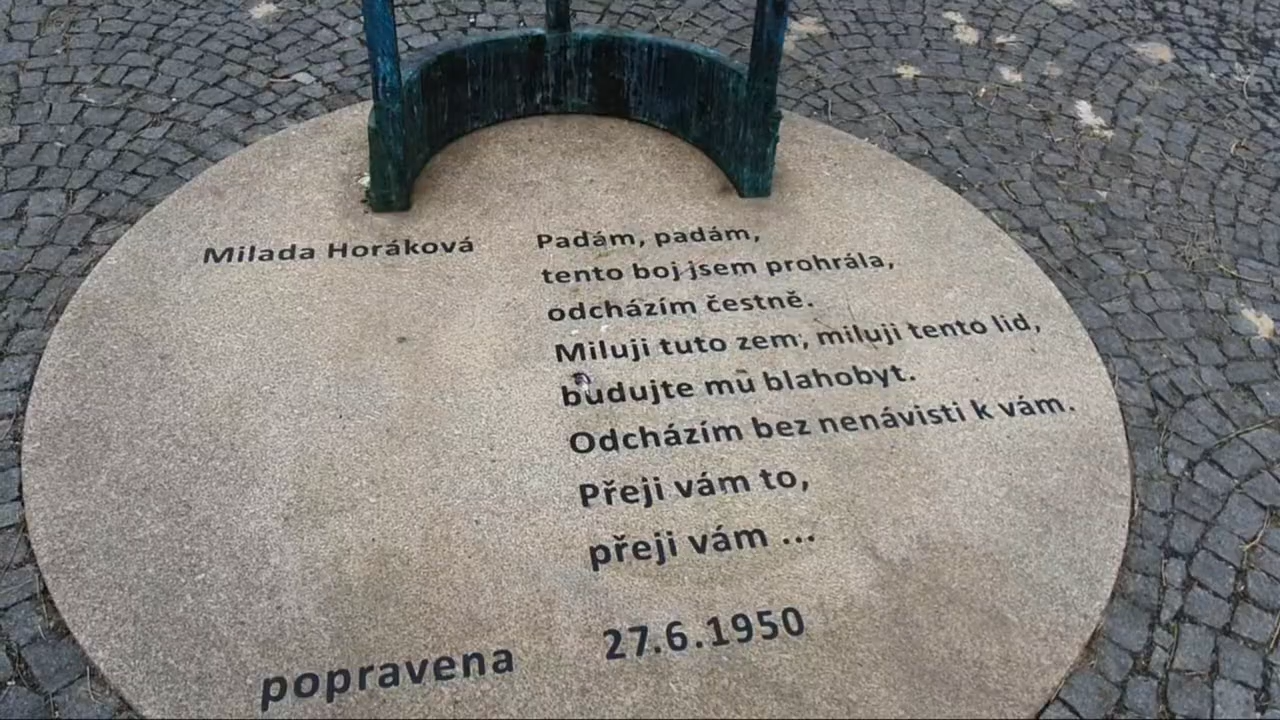 Milada Horáková
Padám, padám,
tento boj jsem prohrála,
odcházím čestně.
Miluji tuto zem, miluji tento lid,
budujte mu blahobyt.
Odcházím bez nenávisti k vám.
Přeji vám to,
přeji vám ...
popravena 27.6.1950